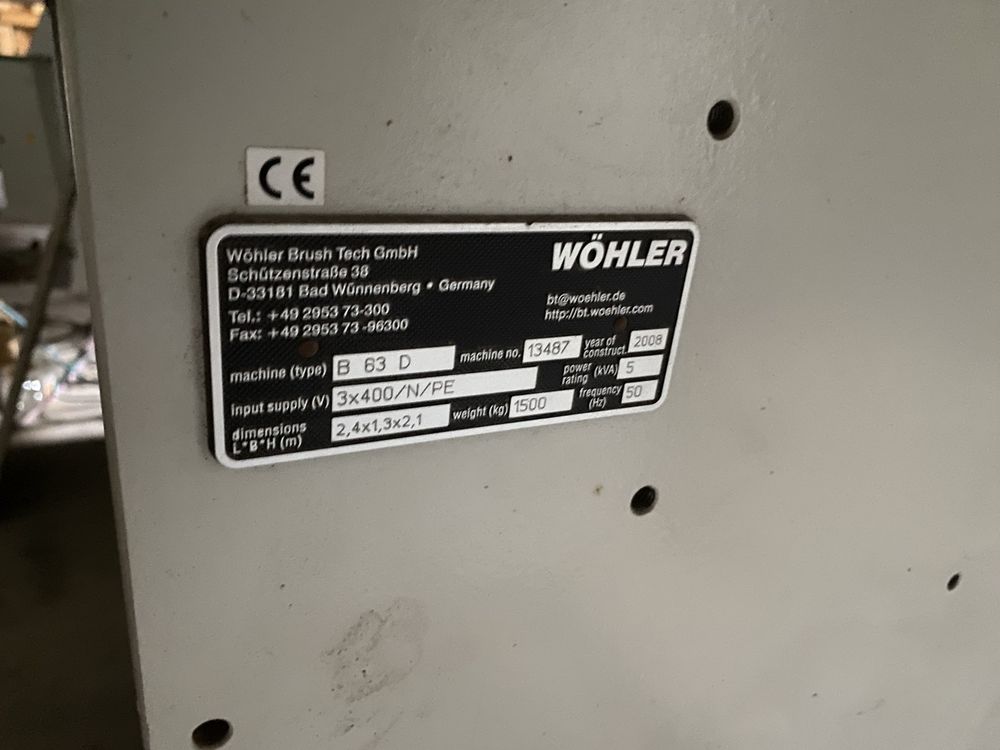 CE
Wöhler Brush Tech GmbH
Schützenstraße 38
D-33181 Bad Wünnenberg • Germany
Tel.: +49 2953 73-300
Fax: +49 2953 73 -96300
WÖHLER
bt@woehler.de
http://bt.woehler.com
machine (type) B 63 D machine no. 13487 year of construct. 2008
input supply (V) 3x400/N/PE power rating (kVA) 5
dimensions L*B*H (m) 2,4x1,3x2,1 weight (kg) 1500 frequency (Hz) 50